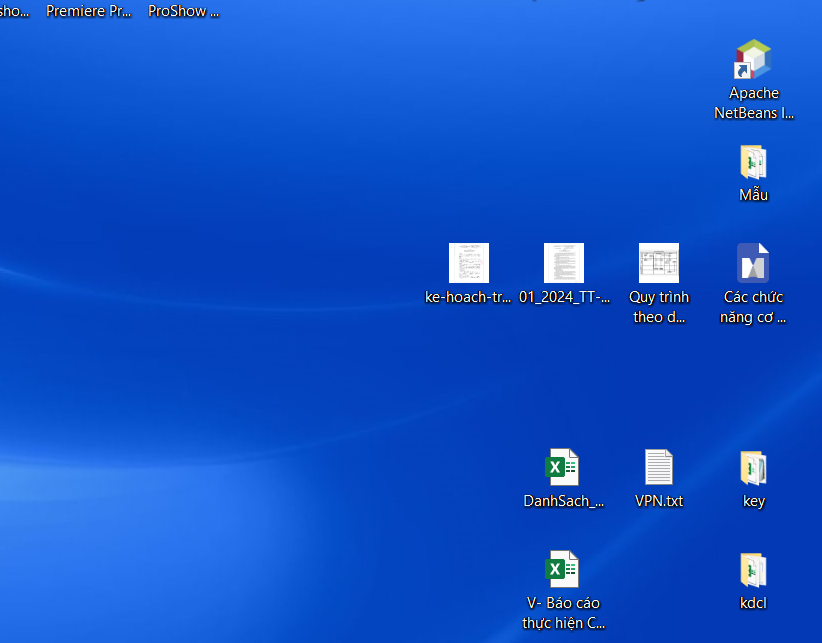 sho...
Premiere Pr...
ProShow ...
Apache
NetBeans I...
Mẫu
ke-hoach-tr...
01_2024_TT-...
Quy trình
theo d...
Các chức
năng cơ ...
DanhSach_...
VPN.txt
key
V- Báo cáo
thực hiện C...
kdcl